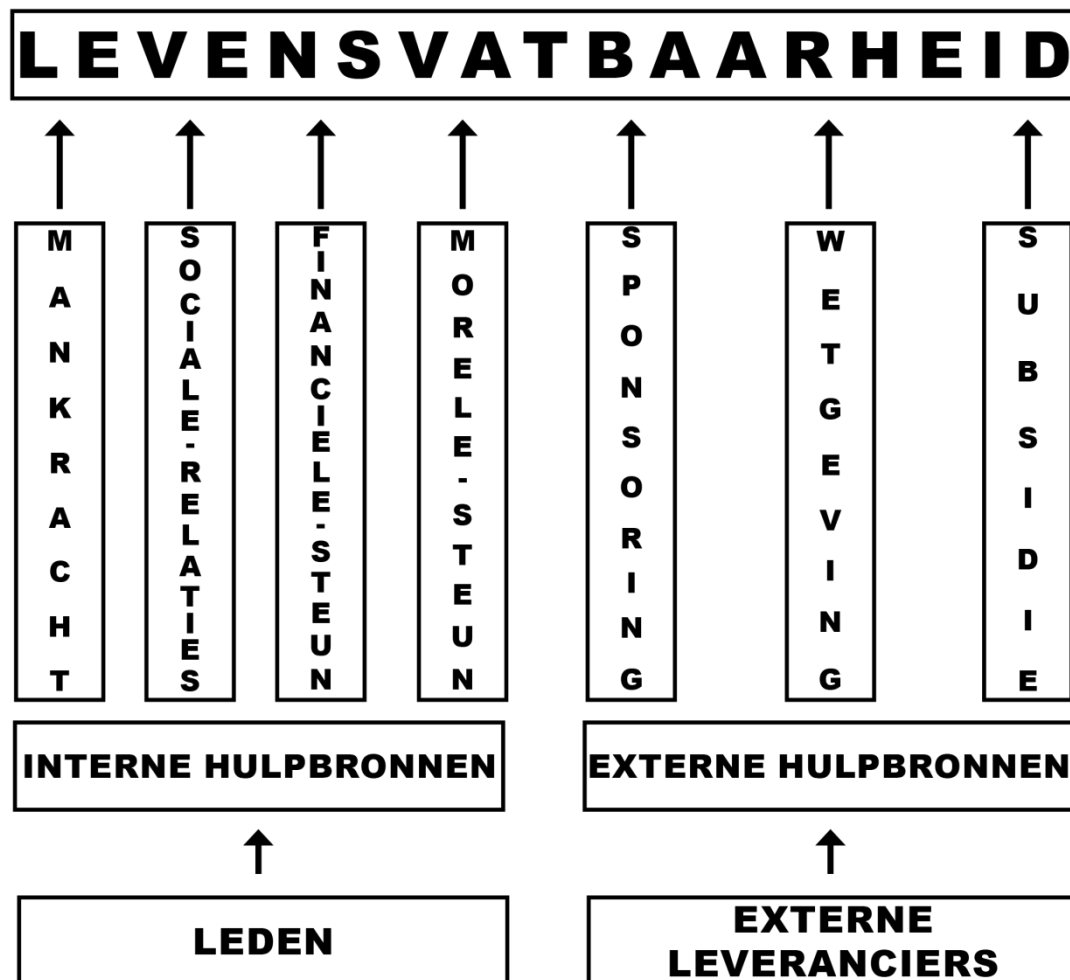 LEVENSVATBAARHEID
MANKRACHT
SOCIALE-RELATIES
FINANCIELE-STEUN
MORELE-STEUN
SPONSORING
WETGEVING
SUBSIDIE
INTERNE HULPBRONNEN
EXTERNE HULPBRONNEN
LEDEN
EXTERNE
LEVERANCIERS